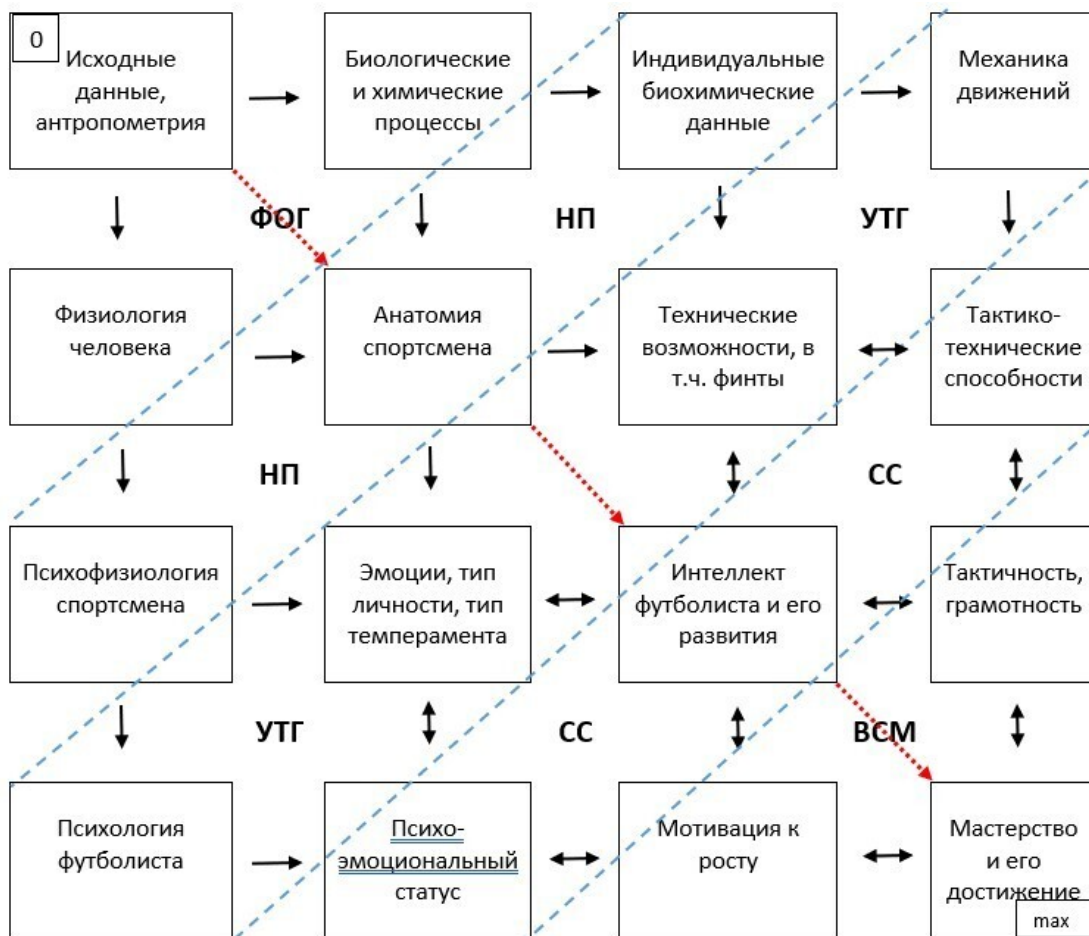 0
Исходные
данные,
антропометрия
Биологические
и химические
процессы
Индивидуальные
биохимические
данные
Механика
движений
ФОГ
НП
УТГ
Физиология
человека
Анатомия
спортсмена
Технические
возможности, в
т.ч. финты
Тактико-
технические
способности
НП
СС
Психофизиология
спортсмена
Эмоции, тип
личности, тип
темперамента
Интеллект
футболиста и его
развития
Тактичность,
грамотность
УТГ
СС
ВСМ
Психология
футболиста
Психо-
эмоциональный
статус
Мотивация к
росту
Мастерство
и его
достижение
max